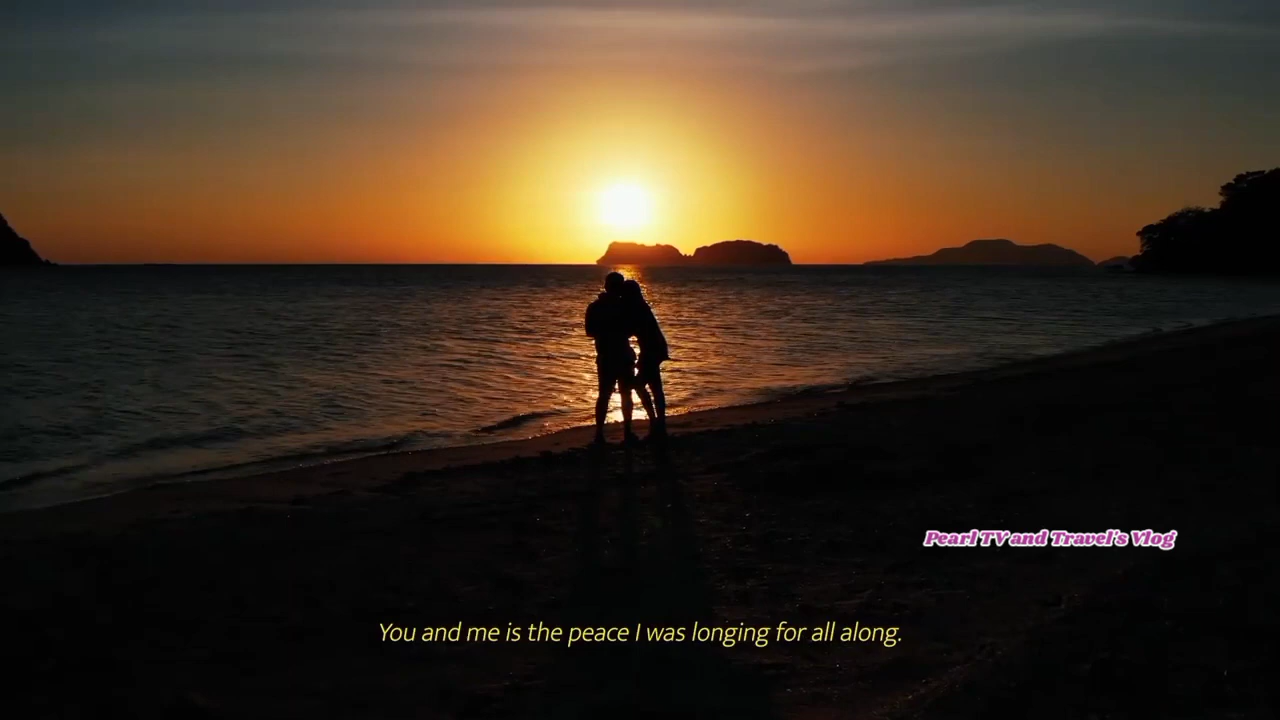 Pearl TV and Travel's Vlog
You and me is the peace I was longing for all along.